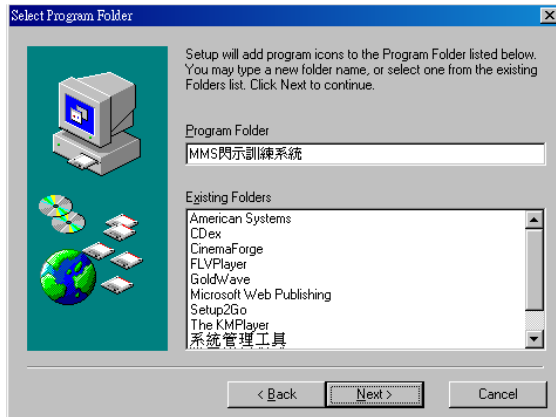 Select Program Folder
Setup will add program icons to the Program Folder listed below.
You may type a new folder name, or select one from the existing
Folders list. Click Next to continue.
Program Folder
MMS閃示訓練系統
Existing Folders
American Systems
CDex
CinemaForge
FLVPlayer
GoldWave
Microsoft Web Publishing
Setup2Go
The KMPlayer
系統管理工具
< Back
Next >
Cancel